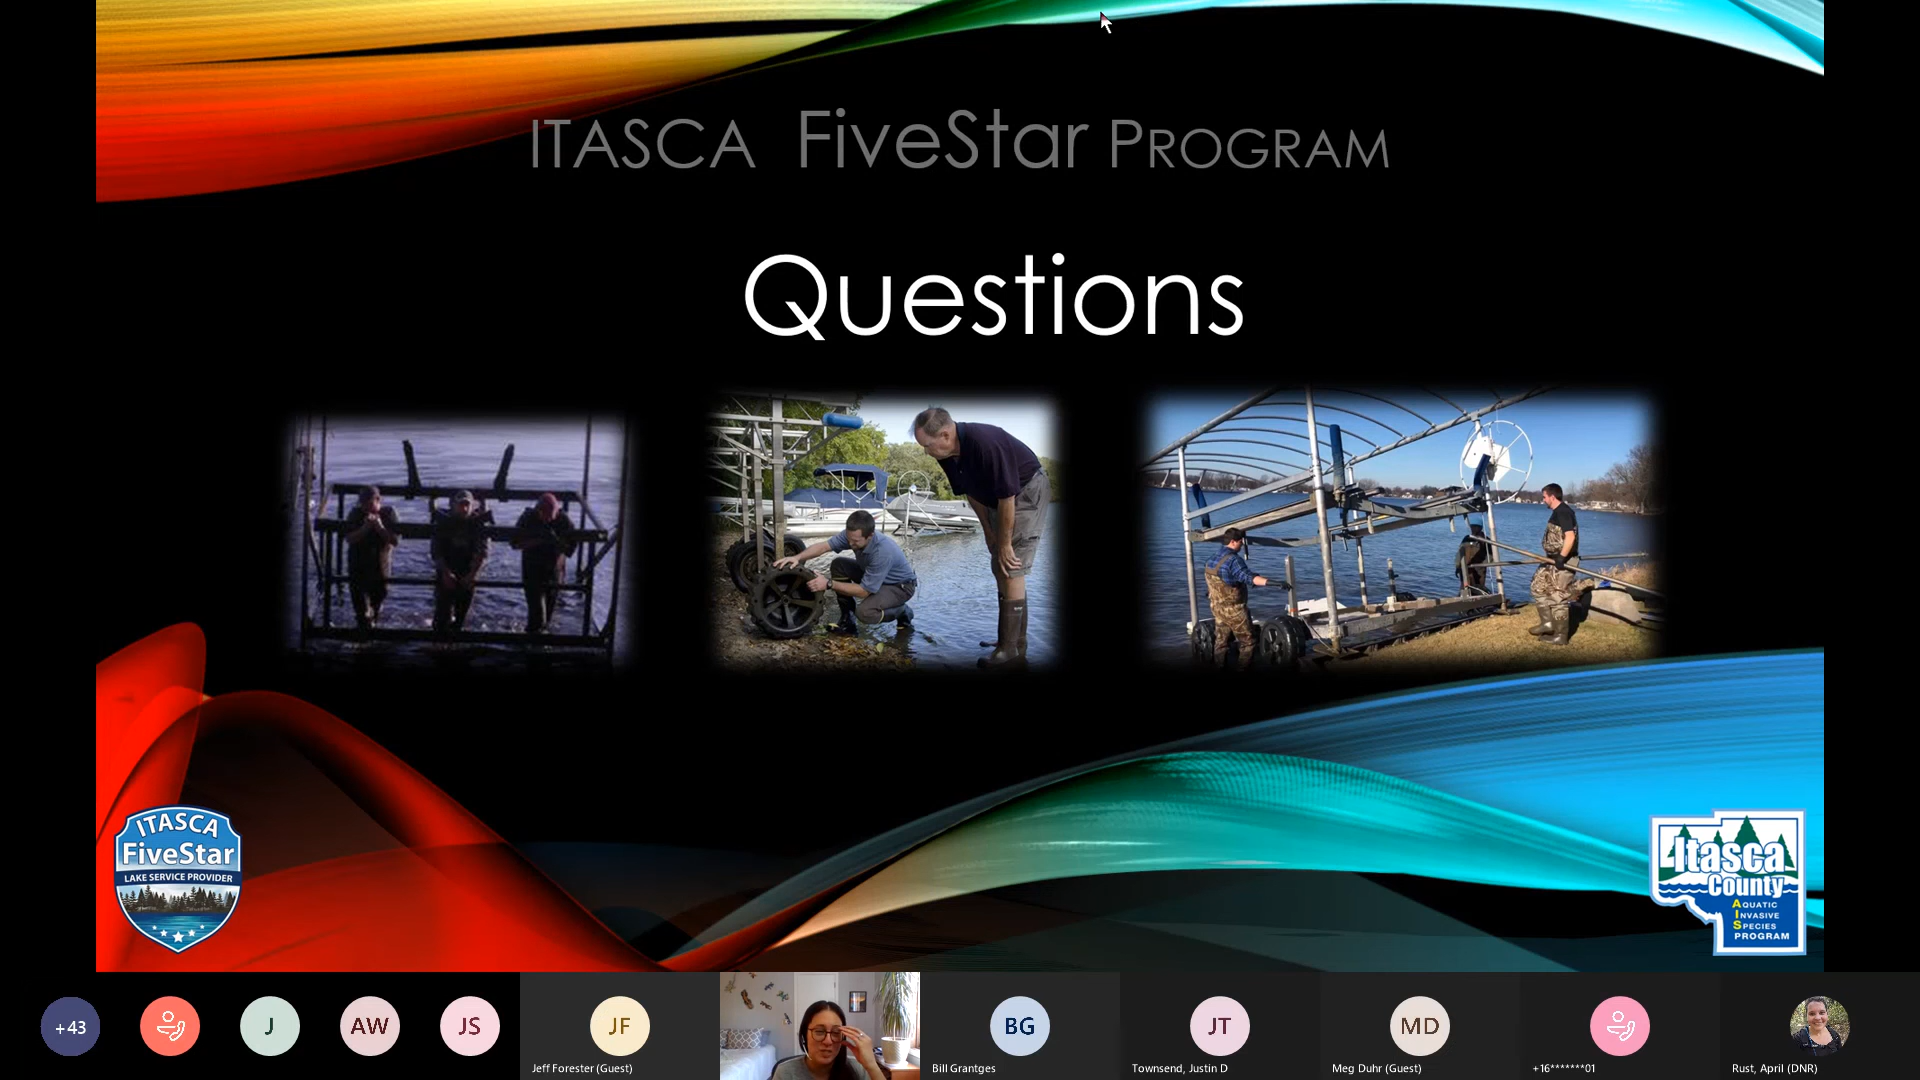 ITASCA FiveStar PROGRAM
Questions
ITASCA
FiveStar
LAKE SERVICE PROVIDER
Itasca
County
AQUATIC
INVASIVE
SPECIES
PROGRAM
+43
J
AW
JS
JF
BG
JT
MD
Jeff Forester (Guest)
Bill Grantges
Townsend, Justin D
Meg Duhr (Guest)
+16*******01
Rust, April (DNR)